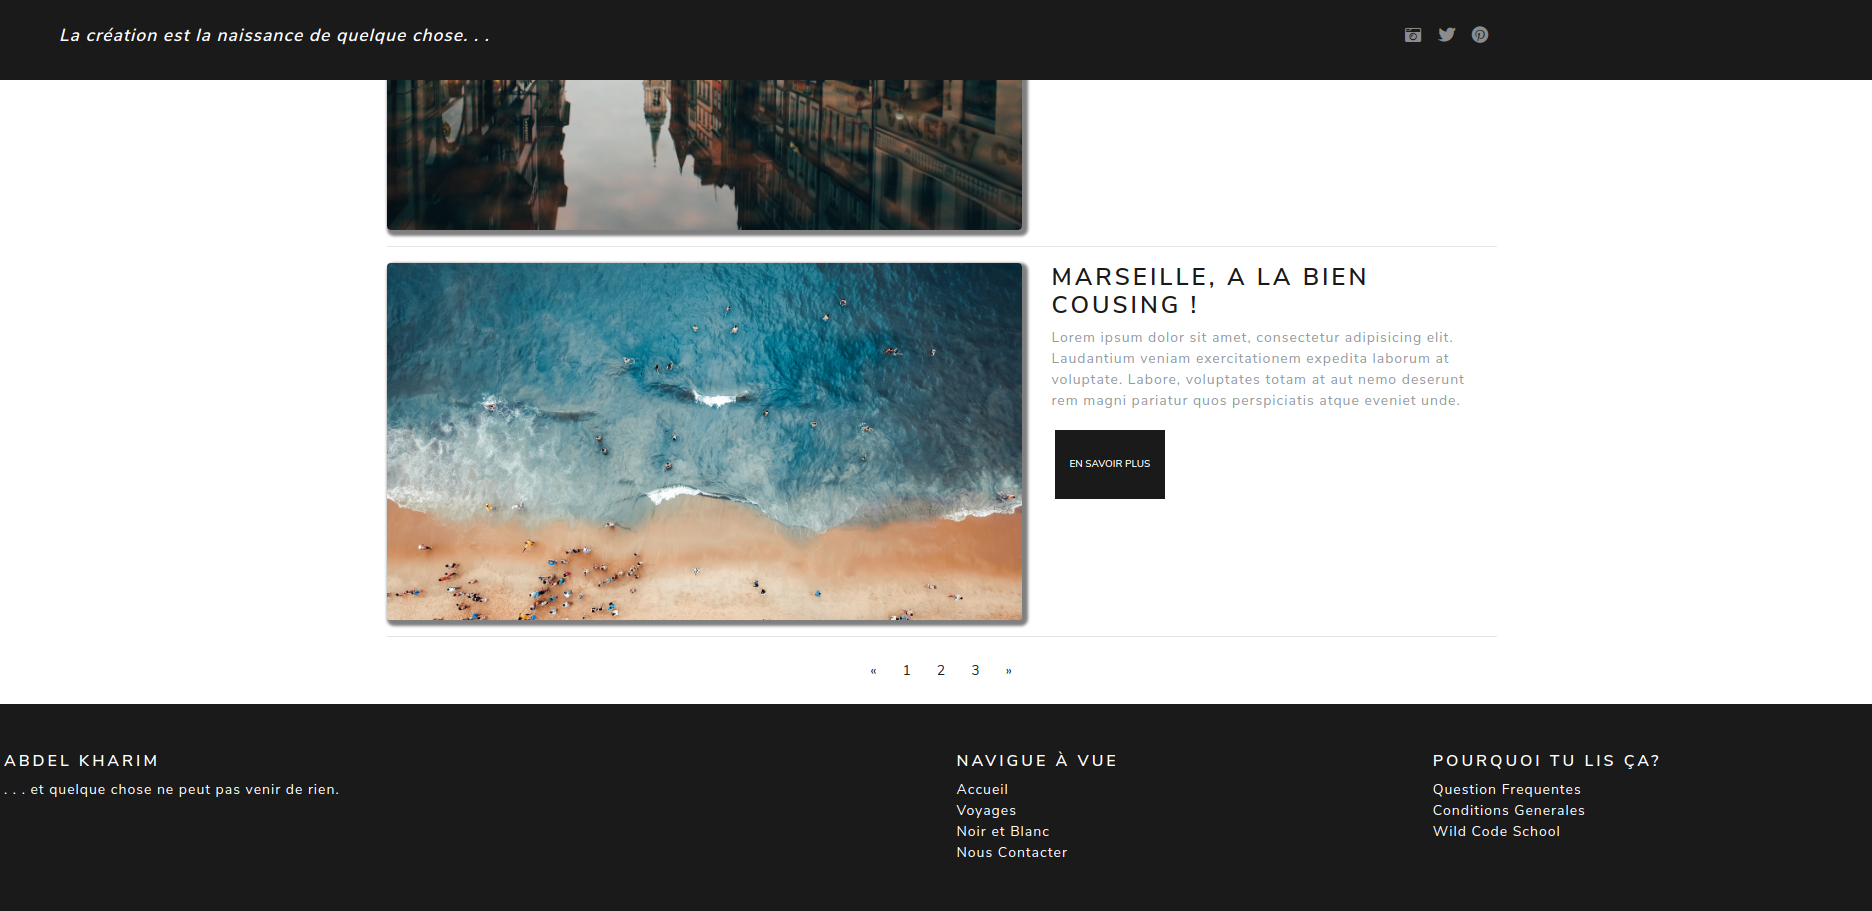 La création est la naissance de quelque chose. . .
MARSEILLE, A LA BIEN
COUSING !
Lorem ipsum dolor sit amet, consectetur adipisicing elit.
Laudantium veniam exercitationem expedita laborum at
voluptate. Labore, voluptates totam at aut nemo deserunt
rem magni pariatur quos perspiciatis atque eveniet unde.
EN SAVOIR PLUS
« 1 2 3 »
ABDEL KHARIM
. . . et quelque chose ne peut pas venir de rien.
NAVIGUE À VUE
Accueil
Voyages
Noir et Blanc
Nous Contacter
POURQUOI TU LIS ÇA?
Question Frequentes
Conditions Generales
Wild Code School